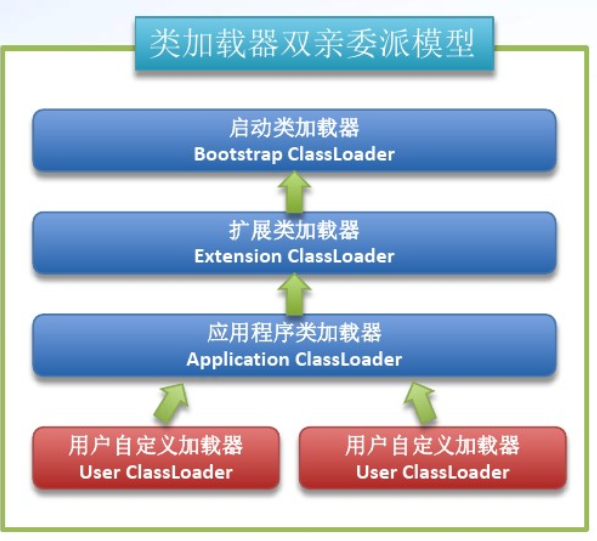 类加载器双亲委派模型
启动类加载器
Bootstrap ClassLoader
扩展类加载器
Extension ClassLoader
应用程序类加载器
Application ClassLoader
用户自定义加载器
User ClassLoader
用户自定义加载器
User ClassLoader